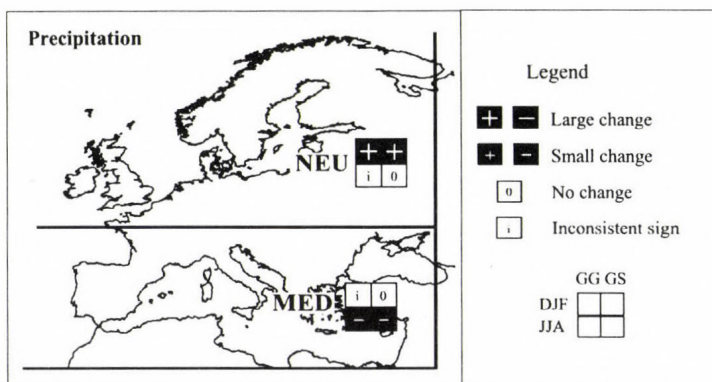 Precipitation
NEU
+ +
i 0
MED
i 0
- -
Legend
+ - Large change
+ - Small change
0 No change
i Inconsistent sign
GG GS
DJF
JJA